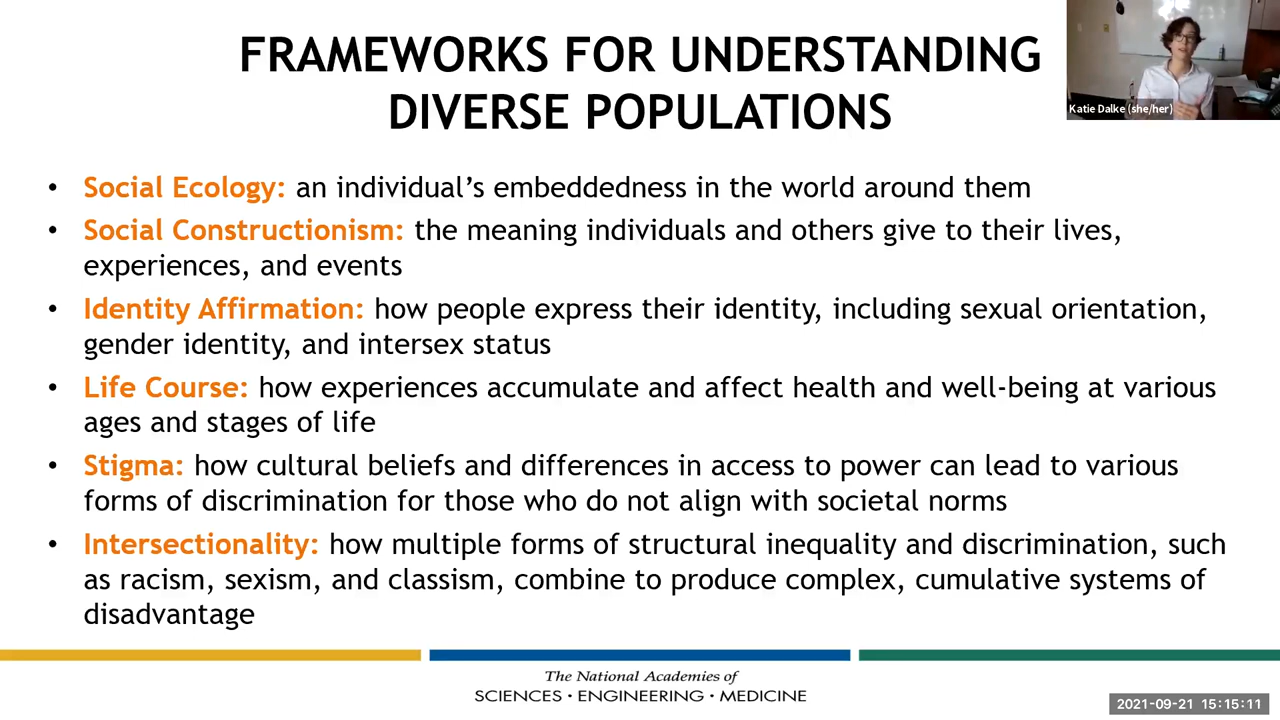 FRAMEWORKS FOR UNDERSTANDING
DIVERSE POPULATIONS
Katie Dalke (she/her)
• Social Ecology: an individual’s embeddedness in the world around them
• Social Constructionism: the meaning individuals and others give to their lives,
experiences, and events
• Identity Affirmation: how people express their identity, including sexual orientation,
gender identity, and intersex status
• Life Course: how experiences accumulate and affect health and well-being at various
ages and stages of life
• Stigma: how cultural beliefs and differences in access to power can lead to various
forms of discrimination for those who do not align with societal norms
• Intersectionality: how multiple forms of structural inequality and discrimination, such
as racism, sexism, and classism, combine to produce complex, cumulative systems of
disadvantage
The National Academies of
SCIENCES • ENGINEERING • MEDICINE
2021-09-21 15:15:11